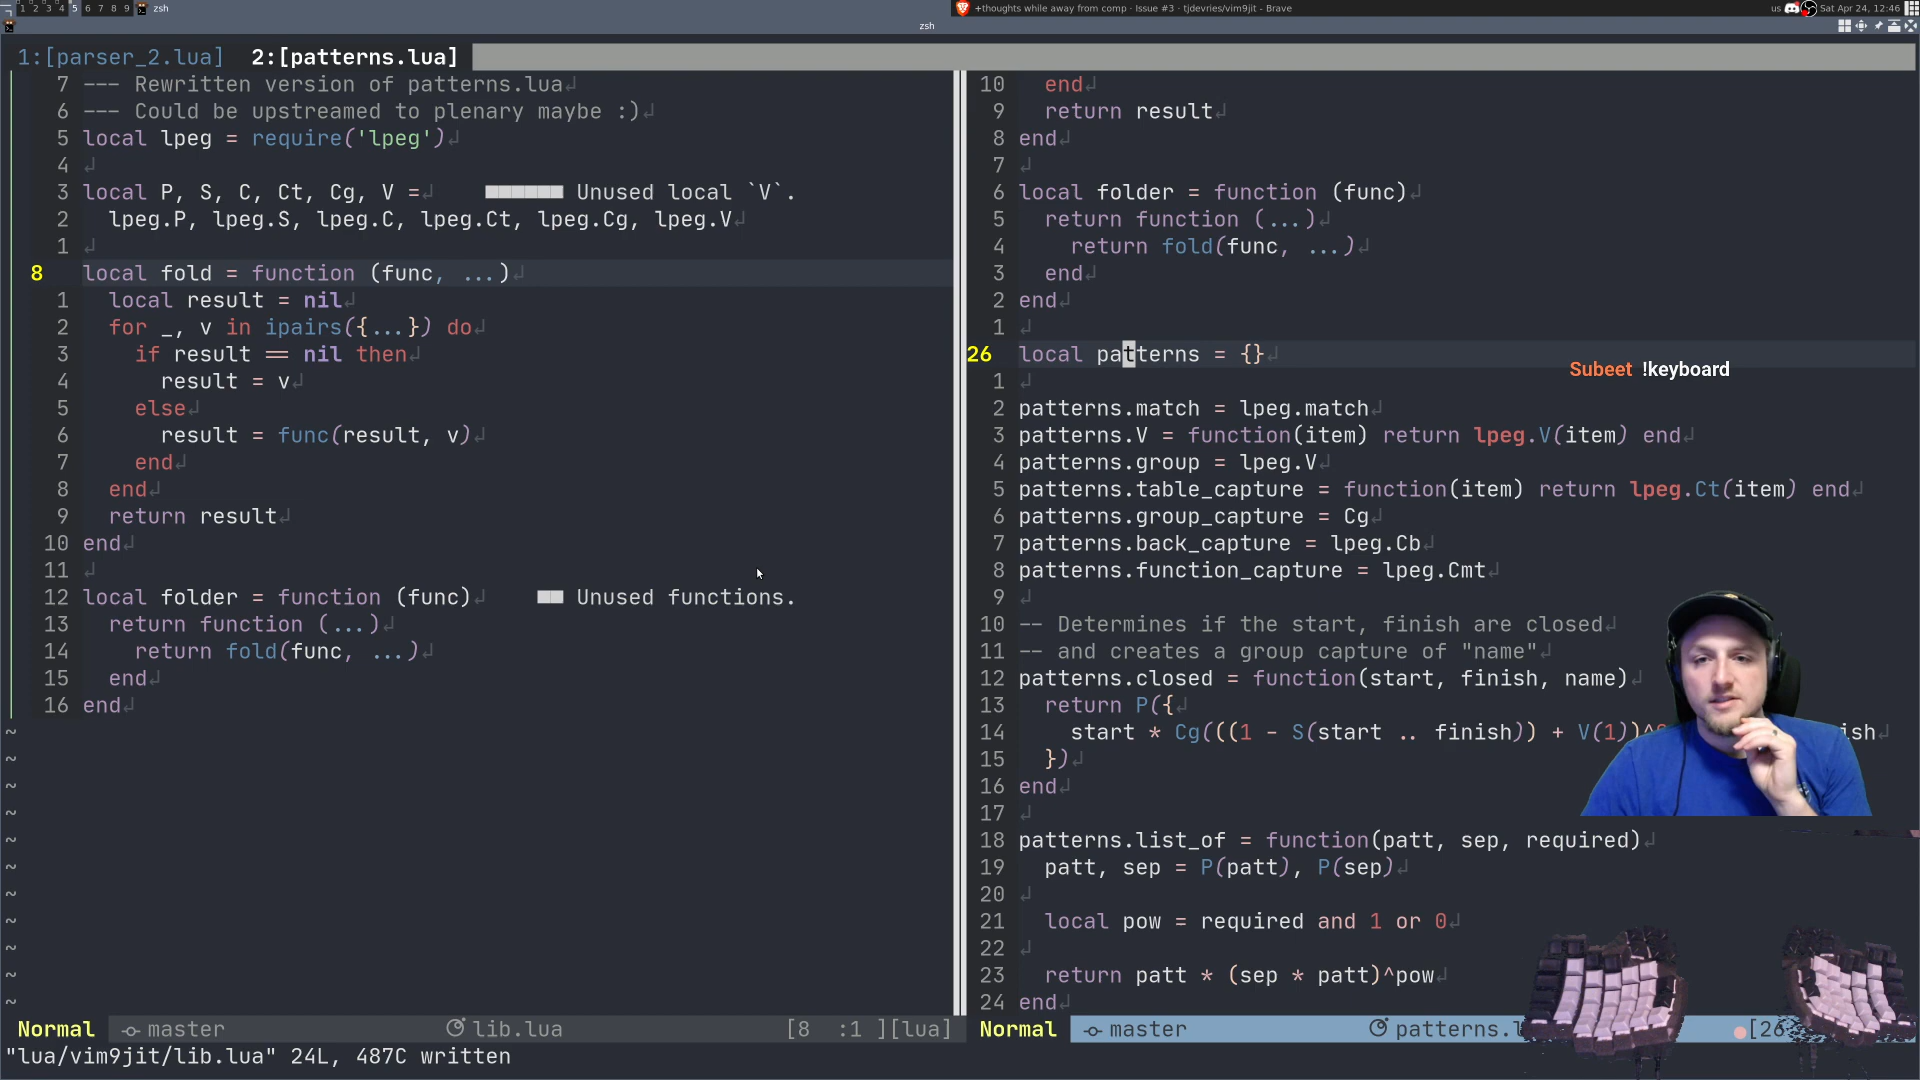 1 2 3 4 5 6 7 8 9 zsh
+thoughts while away from comp · Issue #3 · tjdevries/vim9jit - Brave
us Sat Apr 24, 12:46
zsh
1:[parser_2.lua] 2:[patterns.lua]
7 --- Rewritten version of patterns.lua
6 --- Could be upstreamed to plenary maybe :)
5 local lpeg = require('lpeg')
4
3 local P, S, C, Ct, Cg, V = Unused local `V`.
2 lpeg.P, lpeg.S, lpeg.C, lpeg.Ct, lpeg.Cg, lpeg.V
1
8 local fold = function (func, ...)
1 local result = nil
2 for _, v in ipairs({...}) do
3 if result == nil then
4 result = v
5 else
6 result = func(result, v)
7 end
8 end
9 return result
10 end
11
12 local folder = function (func) Unused functions.
13 return function (...)
14 return fold(func, ...)
15 end
16 end
~
~
~
~
~
~
~
~
~
~
~
Normal master lib.lua [8 :1 ][lua]
"lua/vim9jit/lib.lua" 24L, 487C written
10 end
9 return result
8 end
7
6 local folder = function (func)
5 return function (...)
4 return fold(func, ...)
3 end
2 end
1
26 local patterns = {}
1
2 patterns.match = lpeg.match
3 patterns.V = function(item) return lpeg.V(item) end
4 patterns.group = lpeg.V
5 patterns.table_capture = function(item) return lpeg.Ct(item) end
6 patterns.group_capture = Cg
7 patterns.back_capture = lpeg.Cb
8 patterns.function_capture = lpeg.Cmt
9
10 -- Determines if the start, finish are closed
11 -- and creates a group capture of "name"
12 patterns.closed = function(start, finish, name)
13 return P({
14 start * Cg(((1 - S(start .. finish)) + V(1))^ ish
15 })
16 end
17
18 patterns.list_of = function(patt, sep, required)
19 patt, sep = P(patt), P(sep)
20
21 local pow = required and 1 or 0
22
23 return patt * (sep * patt)^pow
24 end
Normal master patterns.l [26
Subeet !keyboard